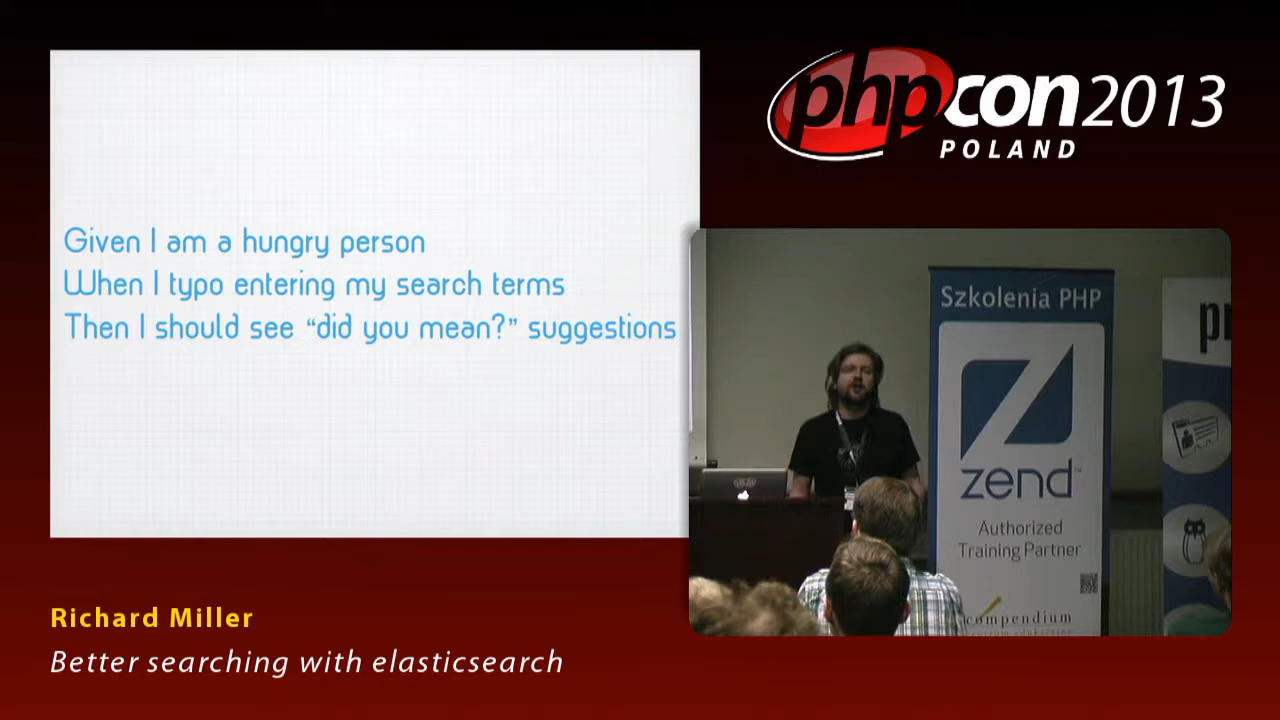 Given I am a hungry person
When I typo entering my search terms
Then I should see “did you mean?” suggestions
phpcon2013
POLAND
Szkolenia PHP
zend
Authorized
Training Partner
compendium
Richard Miller
Better searching with elasticsearch